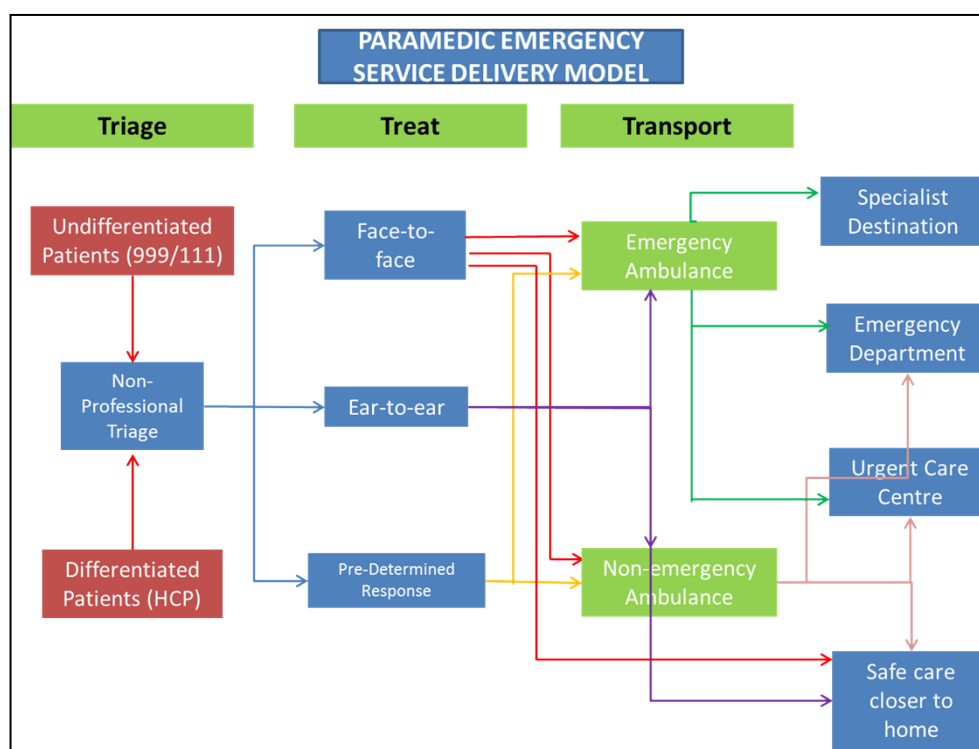 PARAMEDIC EMERGENCY
SERVICE DELIVERY MODEL
Triage
Treat
Transport
Undifferentiated
Patients (999/111)
Non-
Professional
Triage
Differentiated
Patients (HCP)
Face-to-
face
Ear-to-ear
Pre-Determined
Response
Emergency
Ambulance
Non-emergency
Ambulance
Specialist
Destination
Emergency
Department
Urgent Care
Centre
Safe care
closer to
home